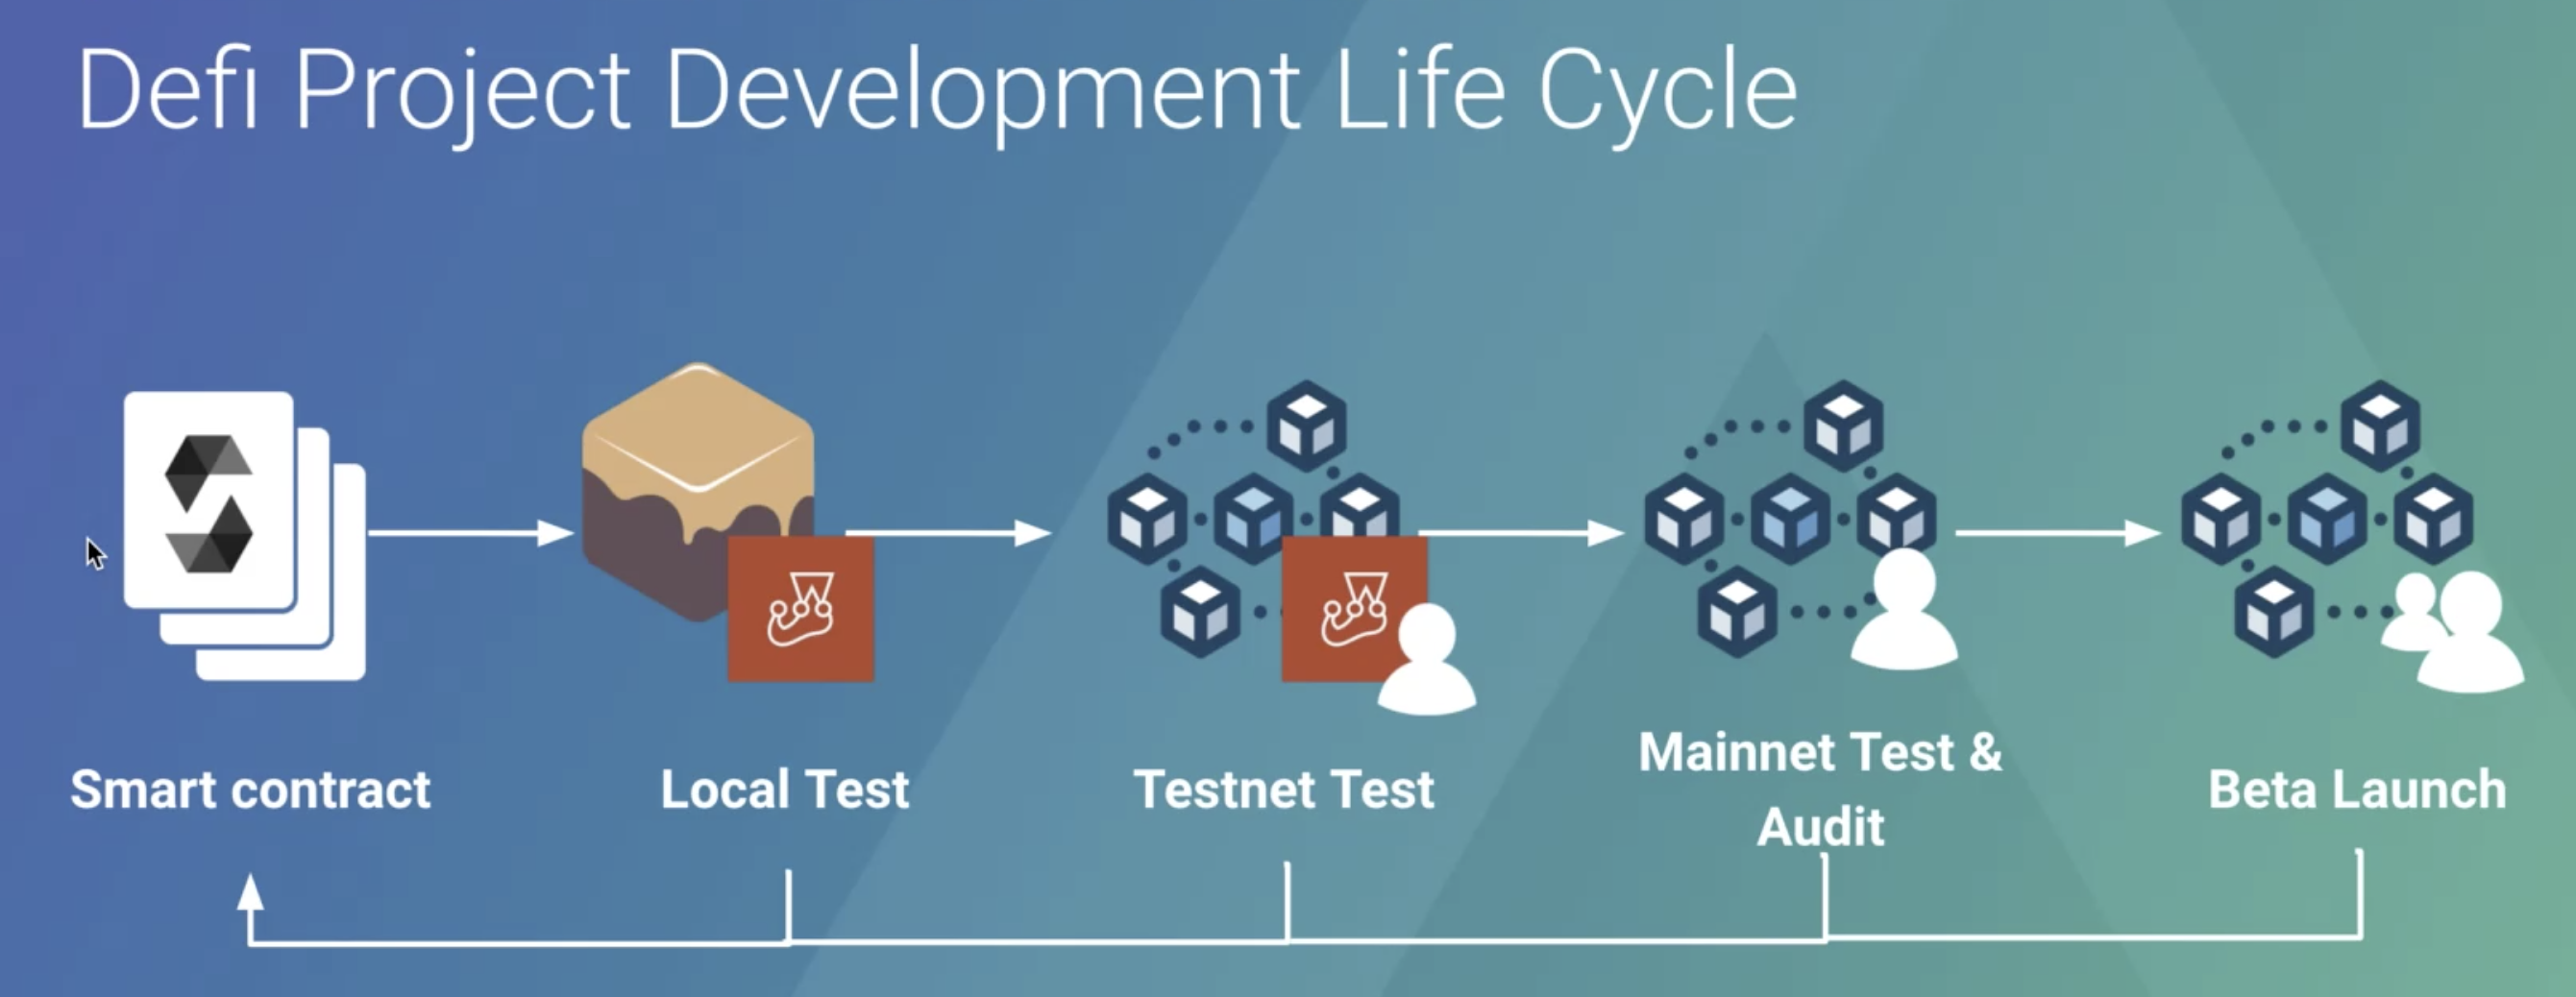 Defi Project Development Life Cycle
Smart contract
Local Test
Testnet Test
Mainnet Test &
Audit
Beta Launch